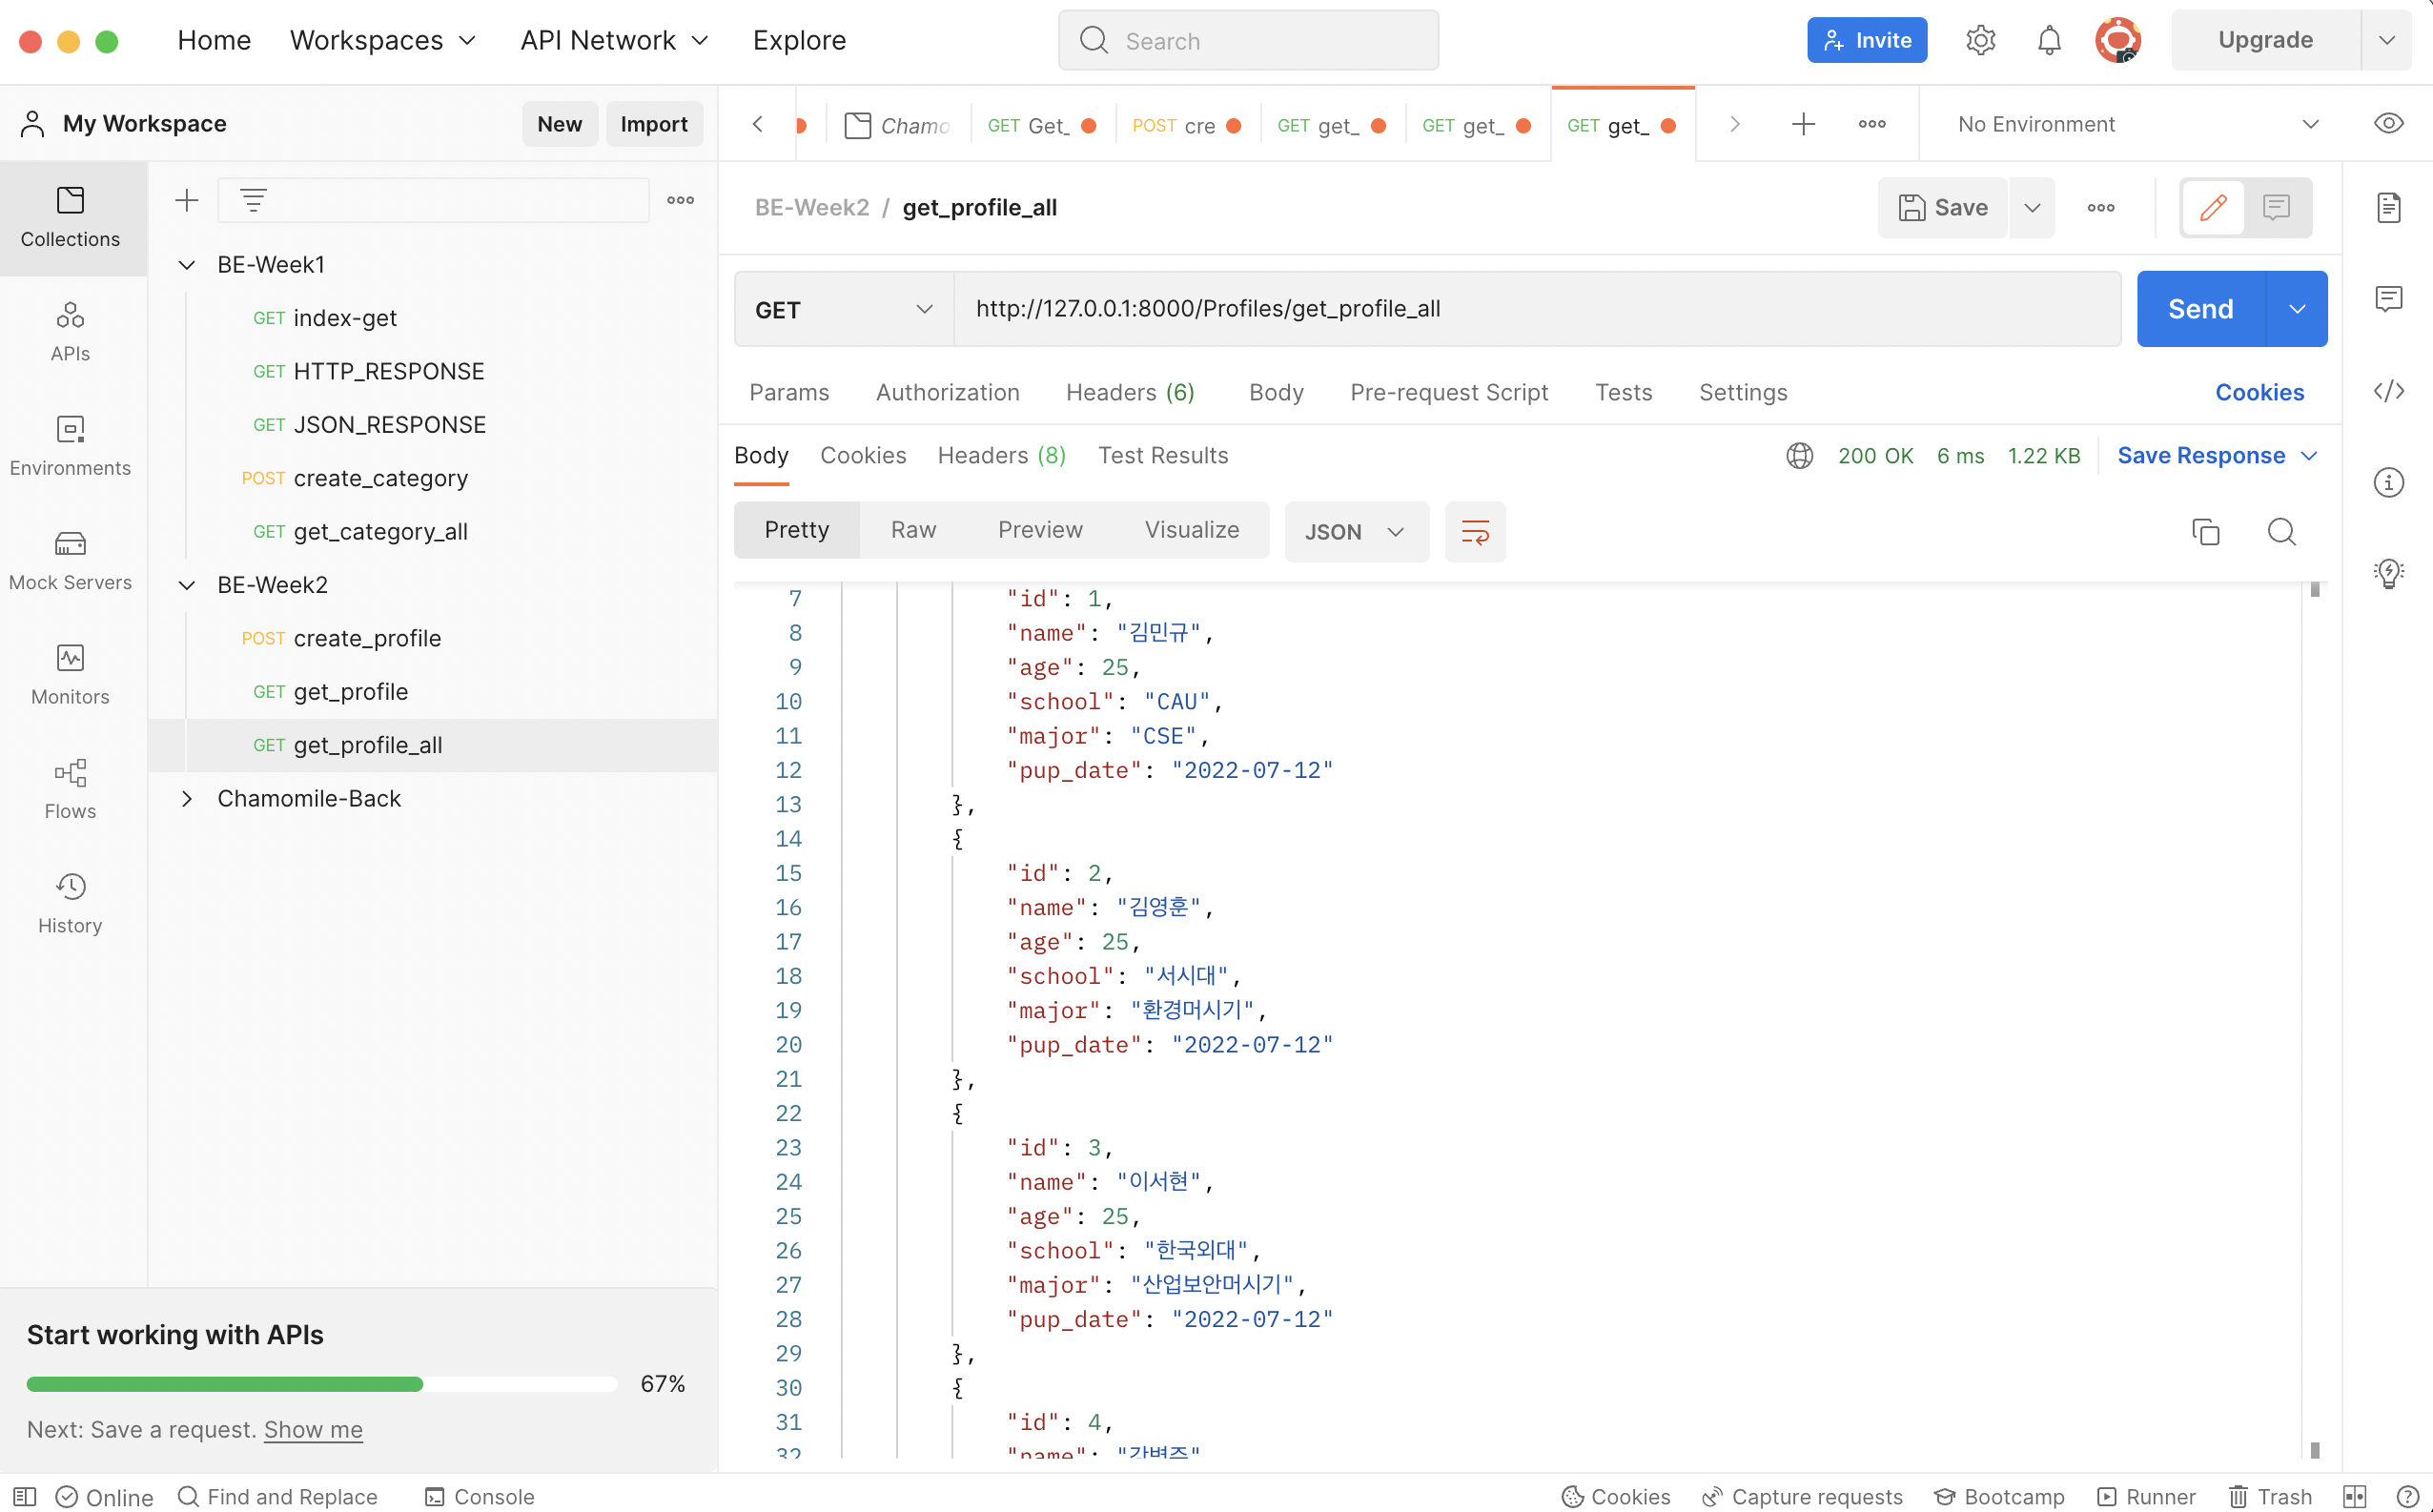 Home Workspaces API Network Explore Search Invite Upgrade
My Workspace New Import
Chamo GET Get_ POST cre GET get_ GET get_ GET get_ No Environment
Collections
APIs
Environments
Mock Servers
Monitors
Flows
History
BE-Week1
GET index-get
GET HTTP_RESPONSE
GET JSON_RESPONSE
POST create_category
GET get_category_all
BE-Week2
POST create_profile
GET get_profile
GET get_profile_all
Chamomile-Back
Start working with APIs
67%
Next: Save a request. Show me
BE-Week2 / get_profile_all Save
GET http://127.0.0.1:8000/Profiles/get_profile_all Send
Params Authorization Headers (6) Body Pre-request Script Tests Settings Cookies
Body Cookies Headers (8) Test Results 200 OK 6 ms 1.22 KB Save Response
Pretty Raw Preview Visualize JSON
7 "id": 1,
8 "name": "김민규",
9 "age": 25,
10 "school": "CAU",
11 "major": "CSE",
12 "pup_date": "2022-07-12"
13 },
14 {
15 "id": 2,
16 "name": "김영훈",
17 "age": 25,
18 "school": "서시대",
19 "major": "환경머시기",
20 "pup_date": "2022-07-12"
21 },
22 {
23 "id": 3,
24 "name": "이서현",
25 "age": 25,
26 "school": "한국외대",
27 "major": "산업보안머시기",
28 "pup_date": "2022-07-12"
29 },
30 {
31 "id": 4,
32 "name":
Online Find and Replace Console Cookies Capture requests Bootcamp Runner Trash